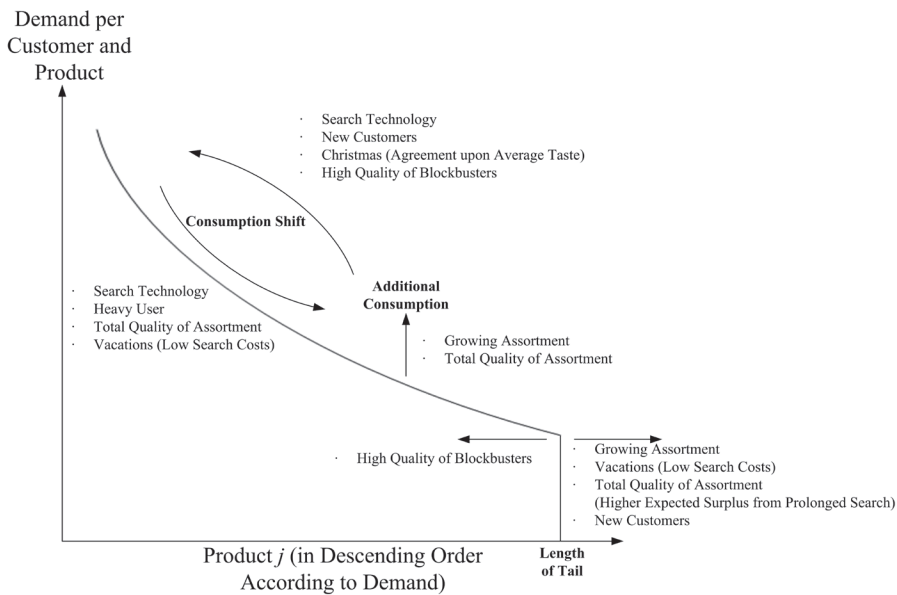 Demand per
Customer and
Product
· Search Technology
· New Customers
· Christmas (Agreement upon Average Taste)
· High Quality of Blockbusters
Consumption Shift
Additional
Consumption
· Search Technology
· Heavy User
· Total Quality of Assortment
· Vacations (Low Search Costs)
· Growing Assortment
· Total Quality of Assortment
· High Quality of Blockbusters
· Growing Assortment
· Vacations (Low Search Costs)
· Total Quality of Assortment
(Higher Expected Surplus from Prolonged Search)
· New Customers
Product j (in Descending Order
According to Demand)
Length
of Tail